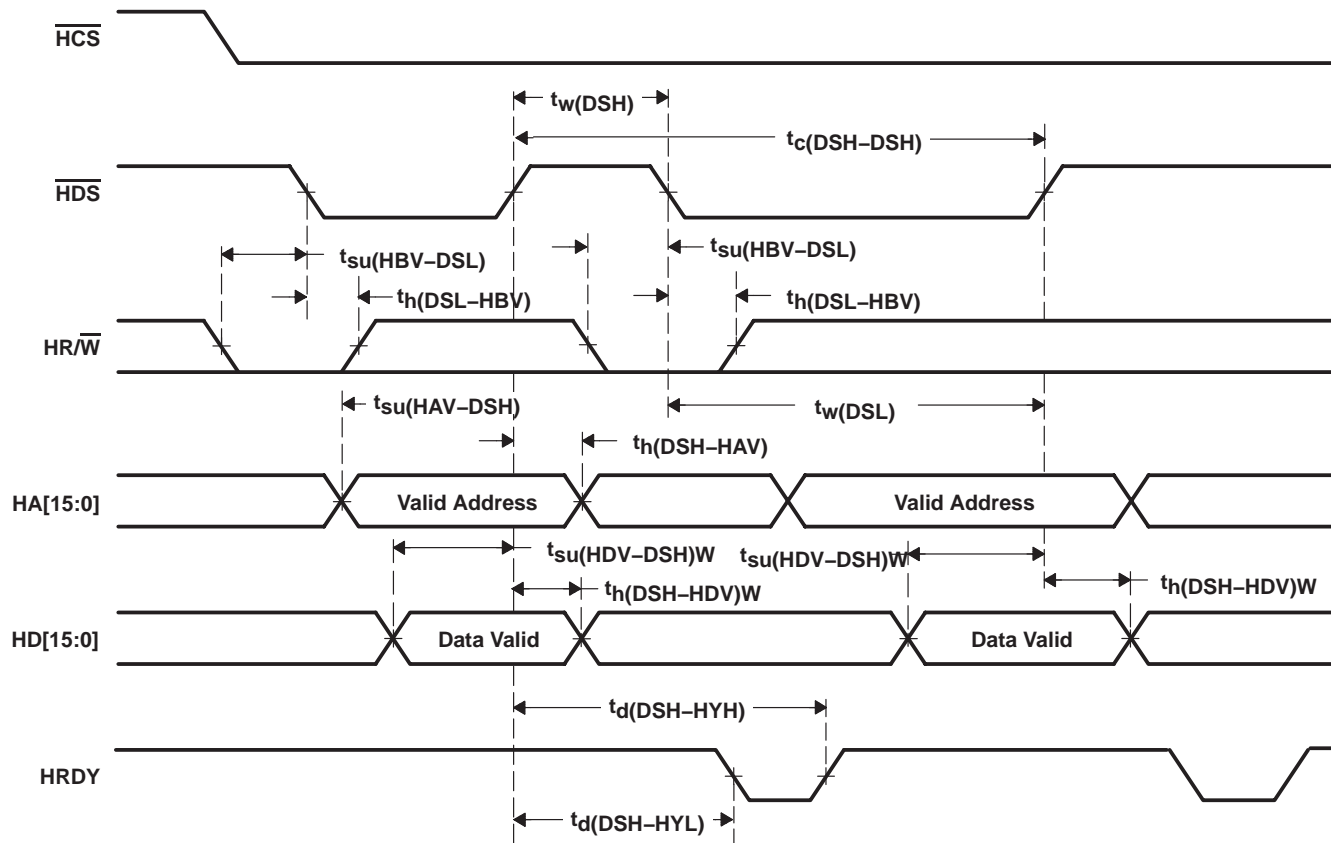 HCS
tw(DSH)
tc(DSH–DSH)
HDS
tsu(HBV–DSL)
tsu(HBV–DSL)
th(DSL–HBV)
th(DSL–HBV)
HR/W
tsu(HAV–DSH)
tw(DSL)
th(DSH–HAV)
HA[15:0]
Valid Address
Valid Address
tsu(HDV–DSH)W
tsu(HDV–DSH)W
th(DSH–HDV)W
th(DSH–HDV)W
HD[15:0]
Data Valid
Data Valid
td(DSH–HYH)
HRDY
td(DSH–HYL)